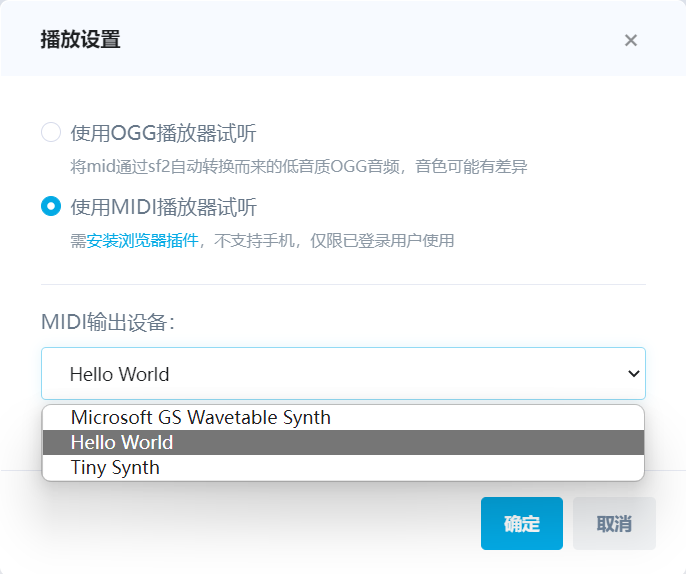 播放设置
×
使用OGG播放器试听
将mid通过sf2自动转换而来的低音质OGG音频，音色可能有差异
使用MIDI播放器试听
需安装浏览器插件，不支持手机，仅限已登录用户使用
MIDI输出设备：
Hello World
Microsoft GS Wavetable Synth
Hello World
Tiny Synth
确定 取消